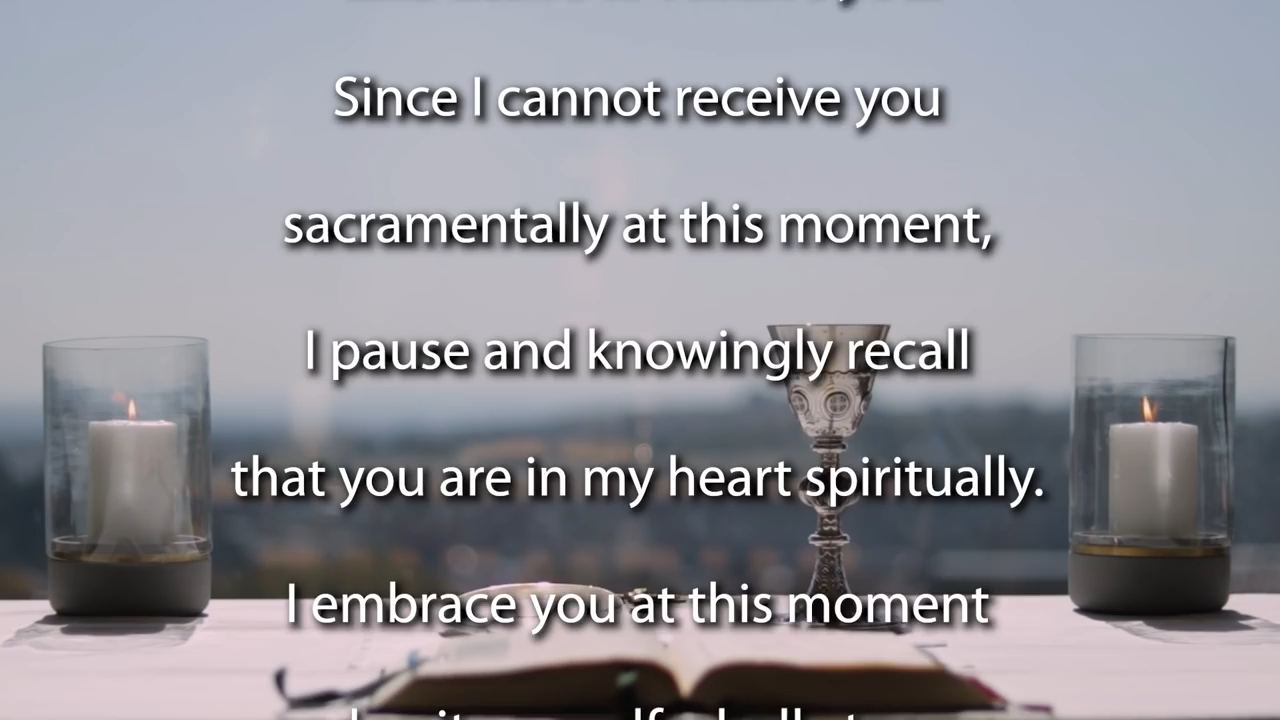 Since I cannot receive you
sacramentally at this moment,
I pause and knowingly recall
that you are in my heart spiritually.
I embrace you at this moment